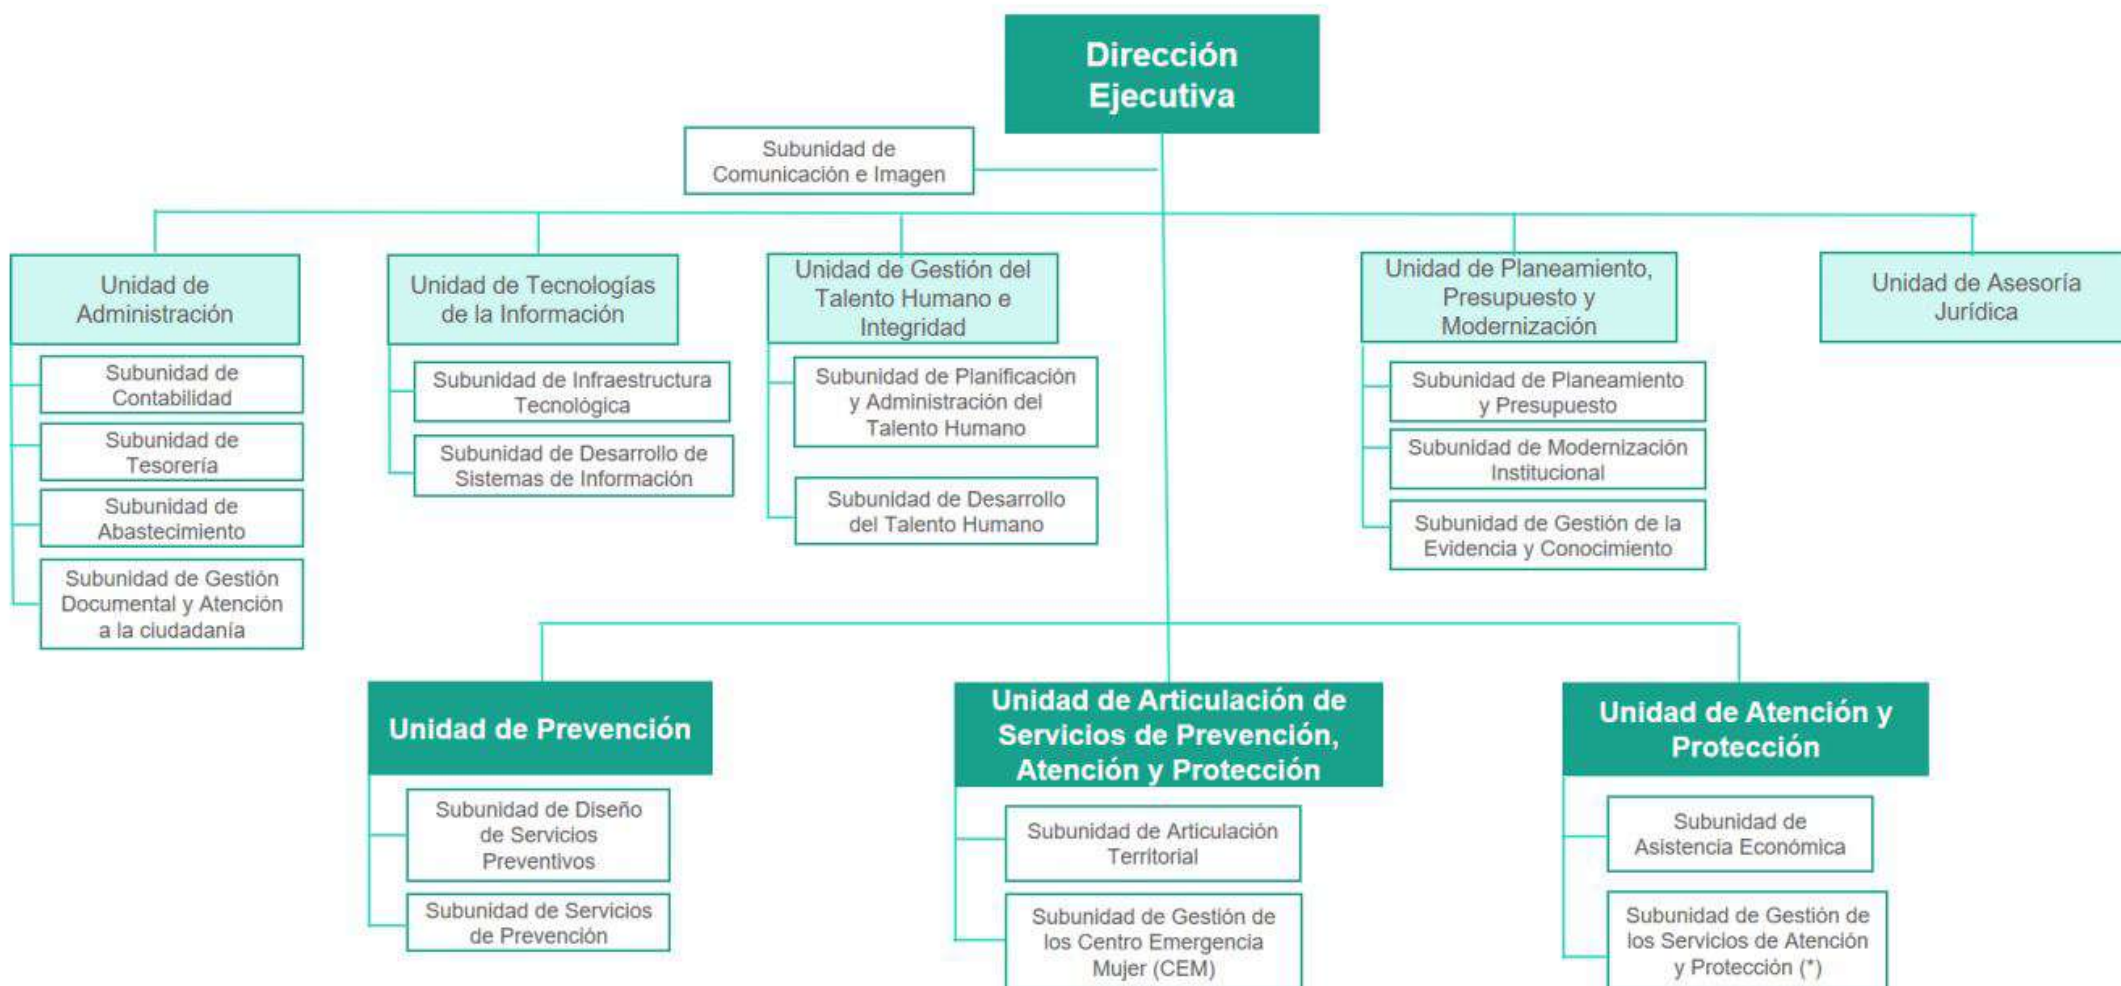 Dirección
Ejecutiva
Subunidad de
Comunicación e Imagen
Unidad de
Administración
Subunidad de
Contabilidad
Subunidad de
Tesorería
Subunidad de
Abastecimiento
Subunidad de Gestión
Documental y Atención
a la ciudadanía
Unidad de Tecnologías
de la Información
Subunidad de Infraestructura
Tecnológica
Subunidad de Desarrollo de
Sistemas de Información
Unidad de Gestión del
Talento Humano e
Integridad
Subunidad de Planificación
y Administración del
Talento Humano
Subunidad de Desarrollo
del Talento Humano
Unidad de Planeamiento,
Presupuesto y
Modernización
Subunidad de Planeamiento
y Presupuesto
Subunidad de Modernización
Institucional
Subunidad de Gestión de la
Evidencia y Conocimiento
Unidad de Asesoría
Jurídica
Unidad de Prevención
Subunidad de Diseño
de Servicios
Preventivos
Subunidad de Servicios
de Prevención
Unidad de Articulación de
Servicios de Prevención,
Atención y Protección
Subunidad de Articulación
Territorial
Subunidad de Gestión de
los Centro Emergencia
Mujer (CEM)
Unidad de Atención y
Protección
Subunidad de
Asistencia Económica
Subunidad de Gestión de
los Servicios de Atención
y Protección (*)